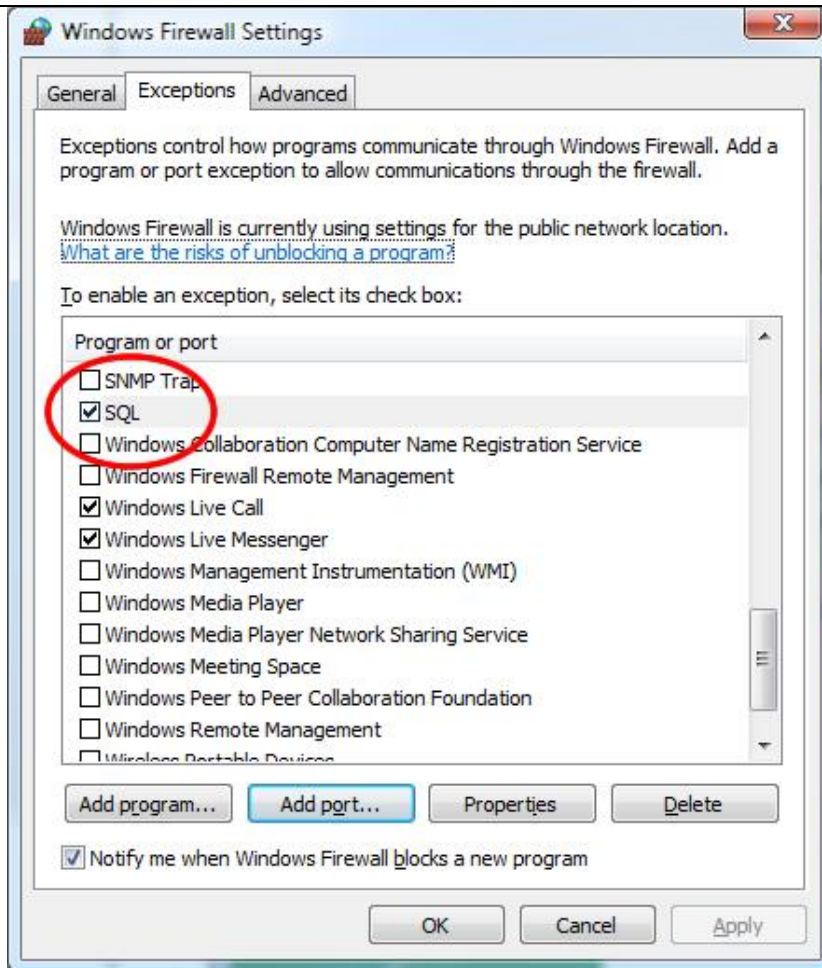 Windows Firewall Settings
General Exceptions Advanced
Exceptions control how programs communicate through Windows Firewall. Add a
program or port exception to allow communications through the firewall.
Windows Firewall is currently using settings for the public network location.
What are the risks of unblocking a program?
To enable an exception, select its check box:
Program or port
SNMP Trap
SQL
Windows Collaboration Computer Name Registration Service
Windows Firewall Remote Management
Windows Live Call
Windows Live Messenger
Windows Management Instrumentation (WMI)
Windows Media Player
Windows Media Player Network Sharing Service
Windows Meeting Space
Windows Peer to Peer Collaboration Foundation
Windows Remote Management
Wireless Portable Devices
Add program... Add port... Properties Delete
Notify me when Windows Firewall blocks a new program
OK Cancel Apply